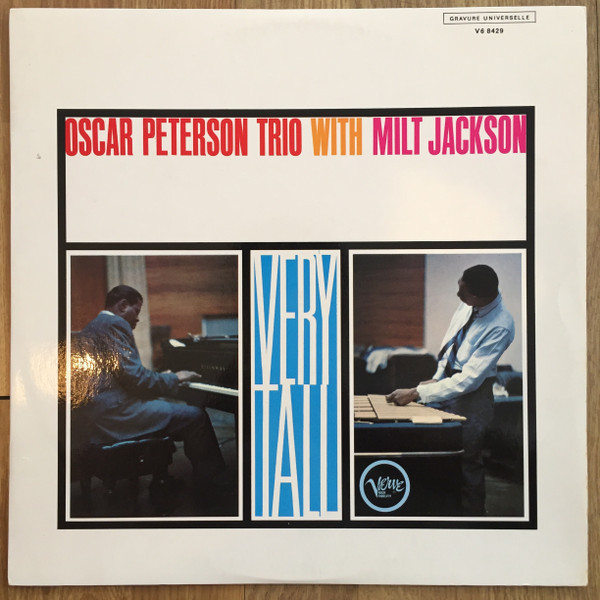 GRAVURE UNIVERSELLE
V6 8429
OSCAR PETERSON TRIO WITH MILT JACKSON
VERY
TALL
Verve